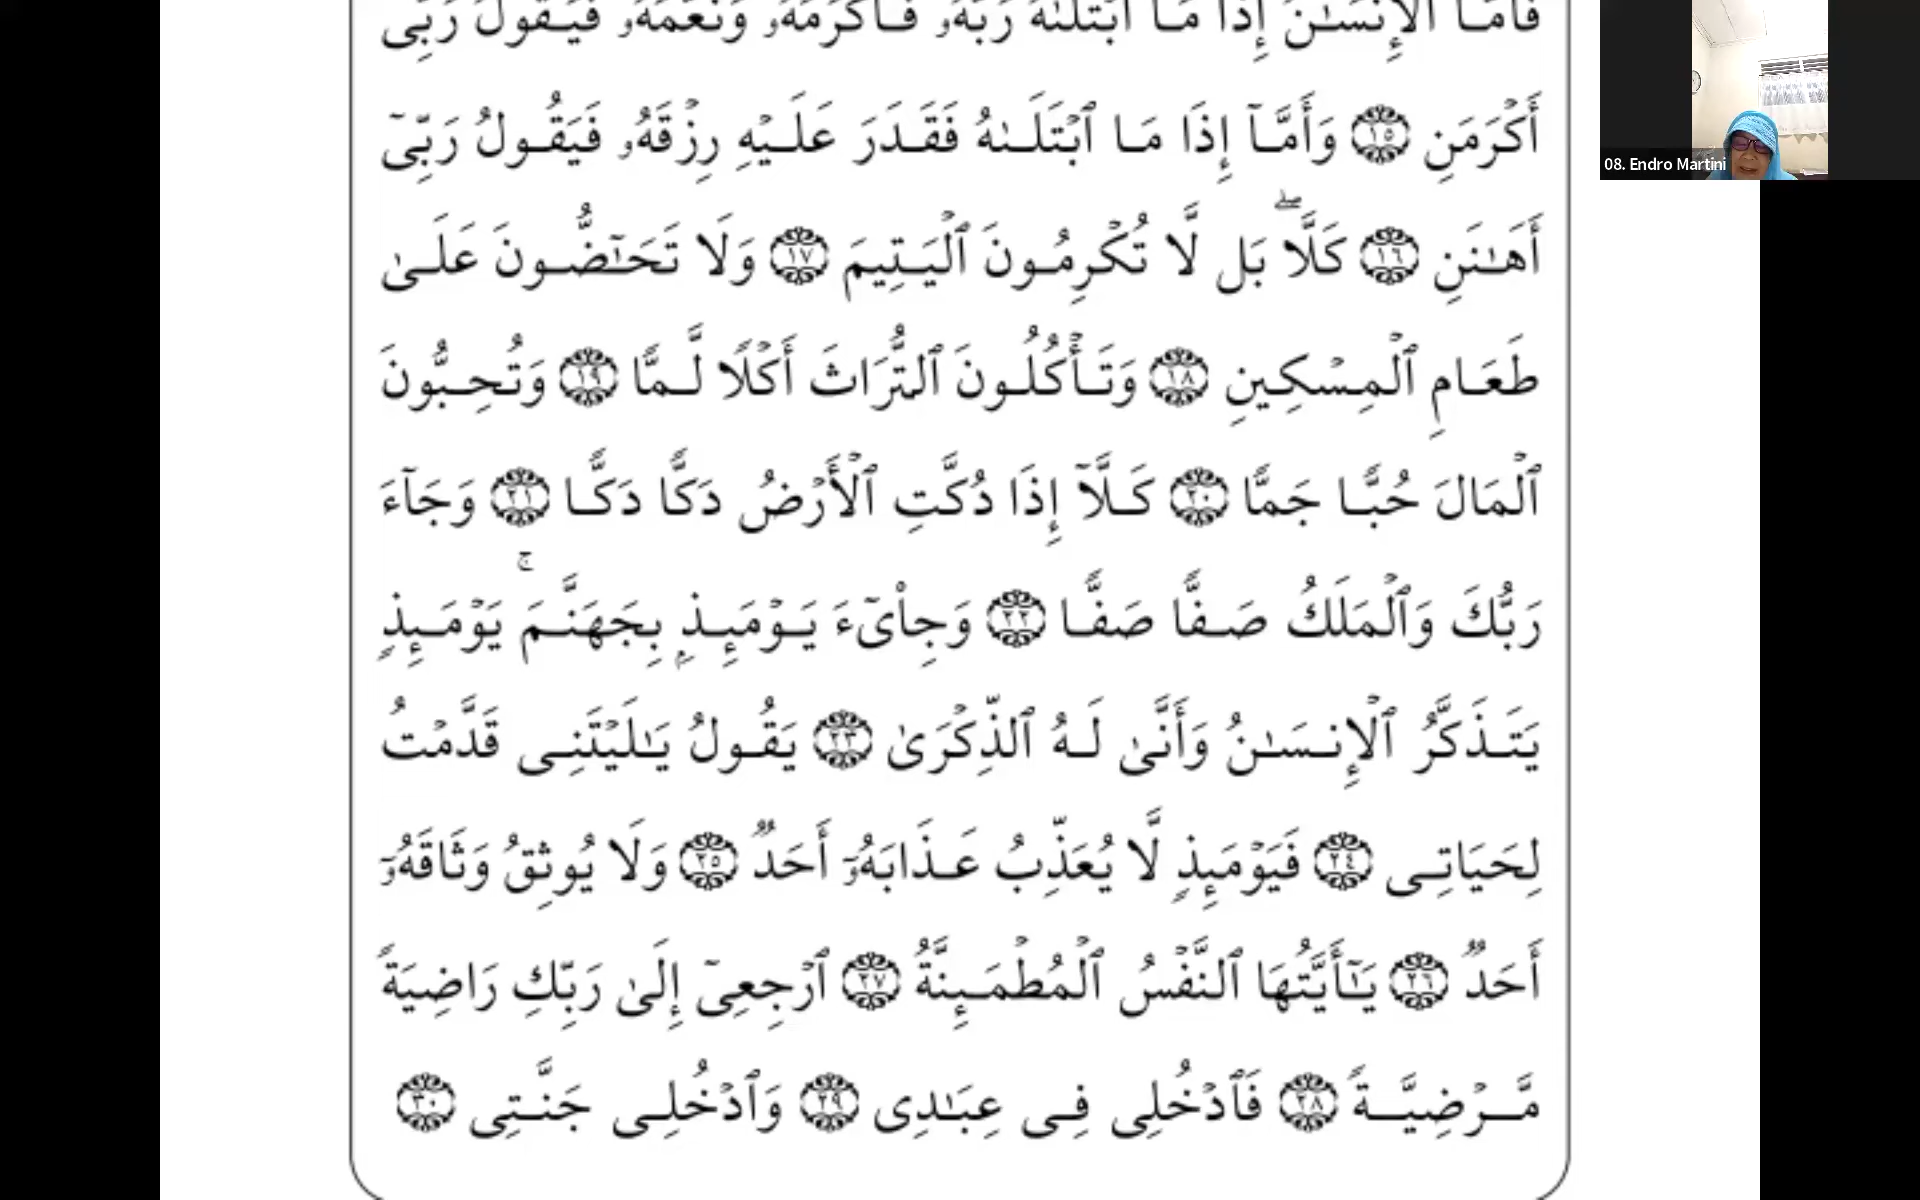 فَأَمَّا ٱلْإِنسَٰنُ إِذَا مَا ٱبْتَلَىٰهُ رَبُّهُۥ فَأَكْرَمَهُۥ وَنَعَّمَهُۥ فَيَقُولُ رَبِّىٓ
أَكْرَمَنِ ١٥ وَأَمَّآ إِذَا مَا ٱبْتَلَىٰهُ فَقَدَرَ عَلَيْهِ رِزْقَهُۥ فَيَقُولُ رَبِّىٓ
أَهَٰنَنِ ١٦ كَلَّا ۖ بَل لَّا تُكْرِمُونَ ٱلْيَتِيمَ ١٧ وَلَا تَحَٰٓضُّونَ عَلَىٰ
طَعَامِ ٱلْمِسْكِينِ ١٨ وَتَأْكُلُونَ ٱلتُّرَاثَ أَكْلًا لَّمًّا ١٩ وَتُحِبُّونَ
ٱلْمَالَ حُبًّا جَمًّا ٢٠ كَلَّآ إِذَا دُكَّتِ ٱلْأَرْضُ دَكًّا دَكًّا ٢١ وَجَآءَ
رَبُّكَ وَٱلْمَلَكُ صَفًّا صَفًّا ٢٢ وَجِا۟ىٓءَ يَوْمَئِذٍۭ بِجَهَنَّمَ ۚ يَوْمَئِذٍ
يَتَذَكَّرُ ٱلْإِنسَٰنُ وَأَنَّىٰ لَهُ ٱلذِّكْرَىٰ ٢٣ يَقُولُ يَٰلَيْتَنِى قَدَّمْتُ
لِحَيَاتِى ٢٤ فَيَوْمَئِذٍ لَّا يُعَذِّبُ عَذَابَهُۥٓ أَحَدٌ ٢٥ وَلَا يُوثِقُ وَثَاقَهُۥٓ
أَحَدٌ ٢٦ يَٰٓأَيَّتُهَا ٱلنَّفْسُ ٱلْمُطْمَئِنَّةُ ٢٧ ٱرْجِعِىٓ إِلَىٰ رَبِّكِ رَاضِيَةً
مَّرْضِيَّةً ٢٨ فَٱدْخُلِى فِى عِبَٰدِى ٢٩ وَٱدْخُلِى جَنَّتِى ٣٠
08. Endro Martini